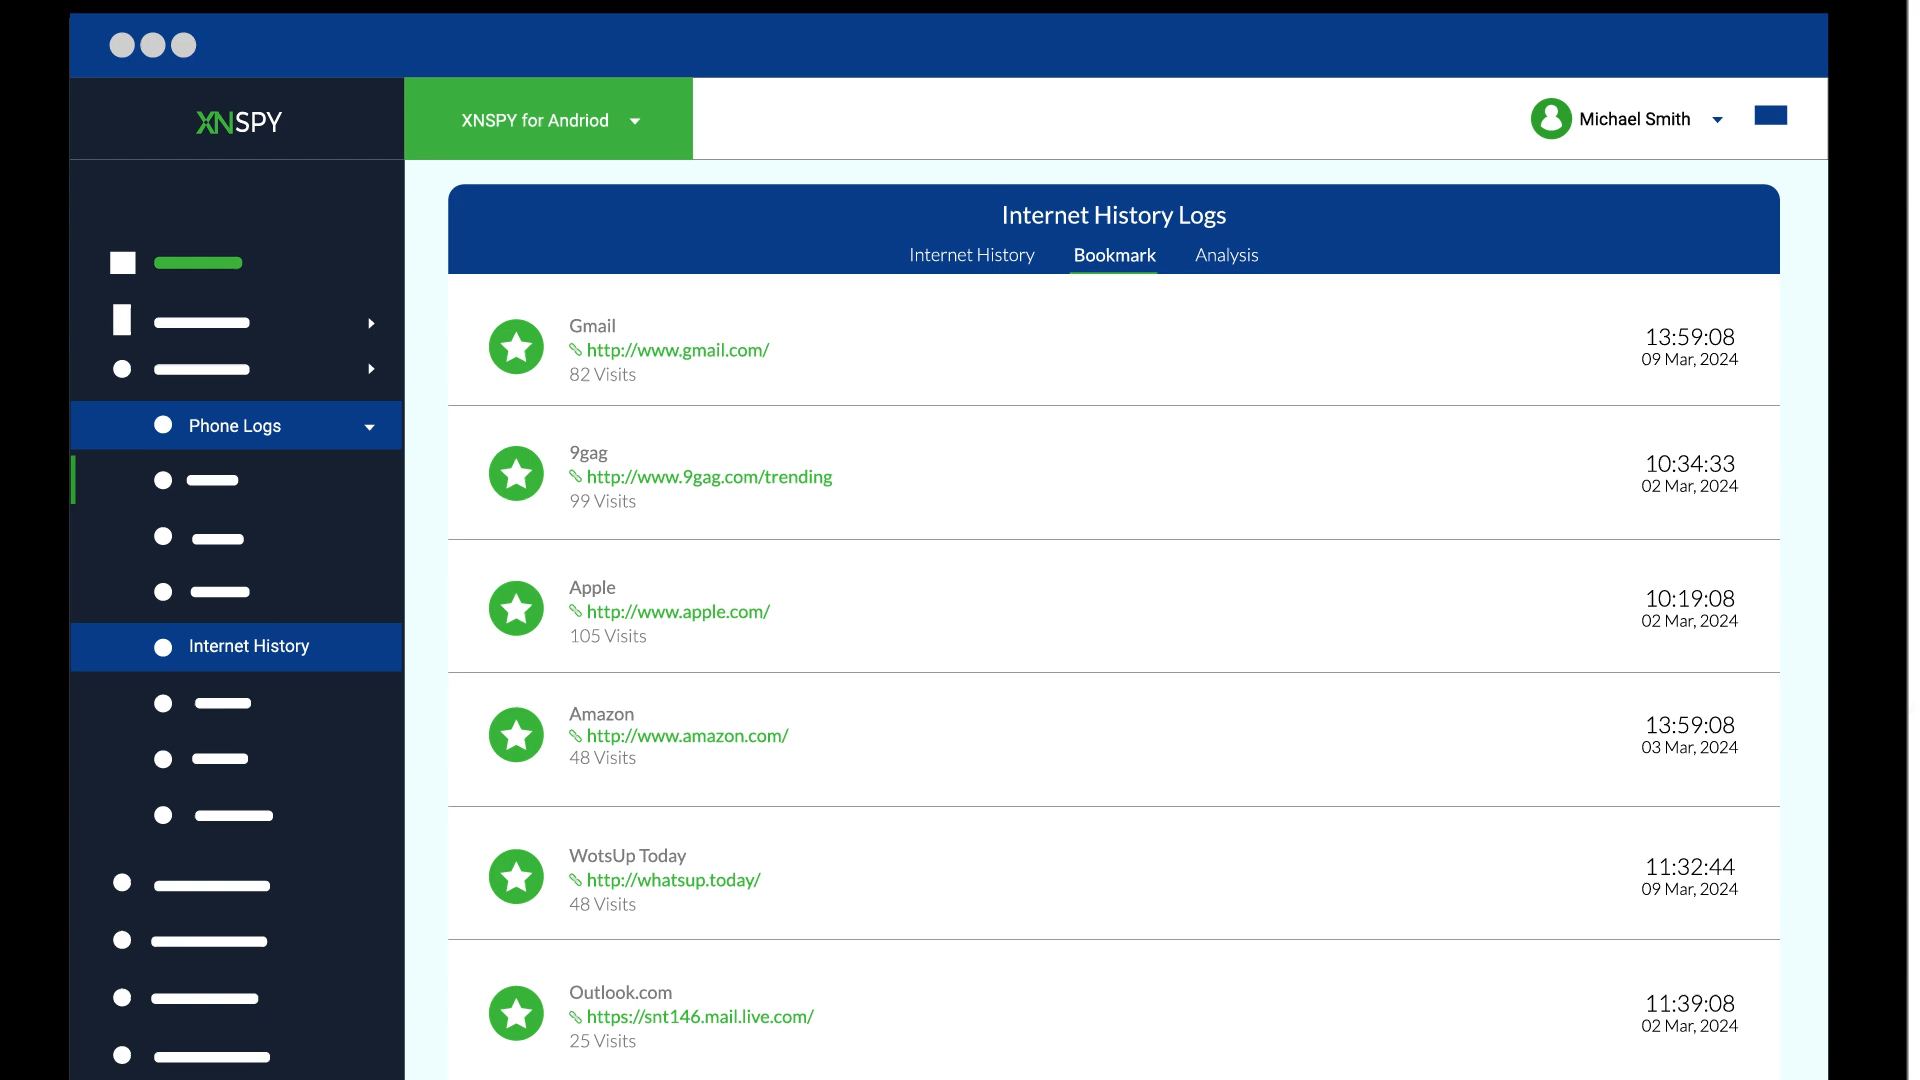 XNSPY
XNSPY for Andriod
Michael Smith
Internet History Logs
Internet History
Bookmark
Analysis
Phone Logs
Internet History
Gmail
http://www.gmail.com/
82 Visits
13:59:08
09 Mar, 2024
9gag
http://www.9gag.com/trending
99 Visits
10:34:33
02 Mar, 2024
Apple
http://www.apple.com/
105 Visits
10:19:08
02 Mar, 2024
Amazon
http://www.amazon.com/
48 Visits
13:59:08
03 Mar, 2024
WotsUp Today
http://whatsup.today/
48 Visits
11:32:44
09 Mar, 2024
Outlook.com
https://snt146.mail.live.com/
25 Visits
11:39:08
02 Mar, 2024